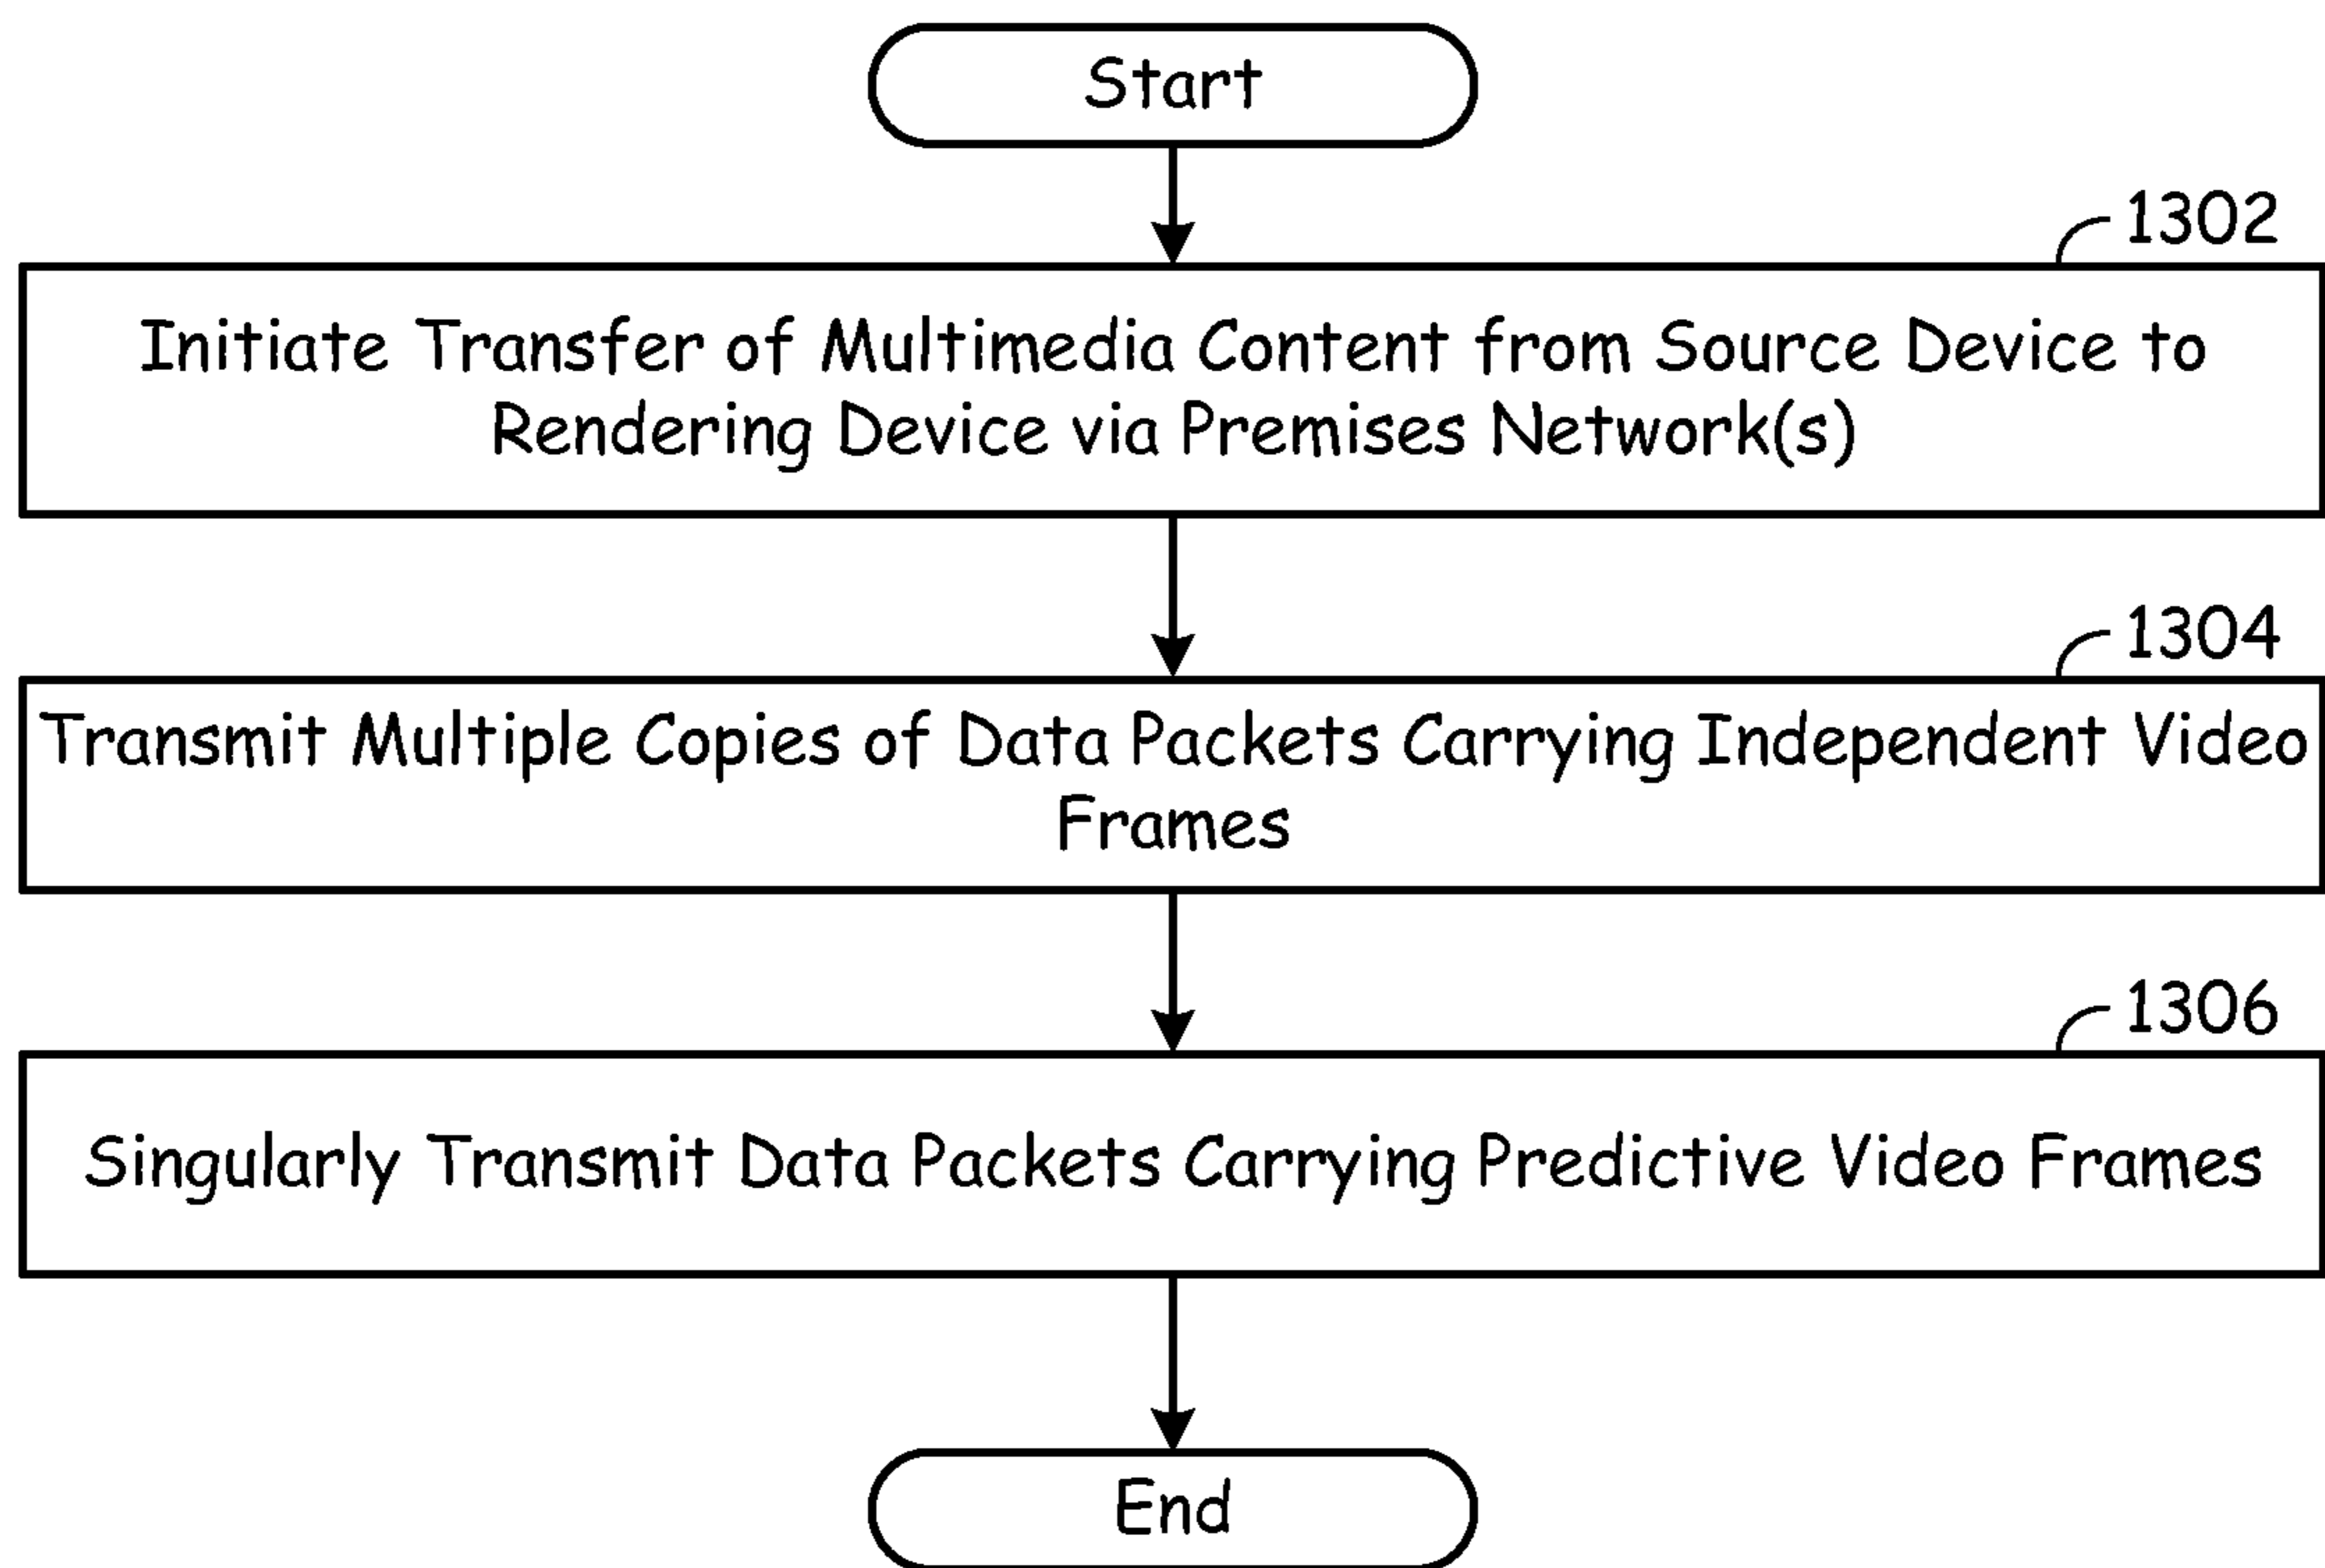 Start
1302
Initiate Transfer of Multimedia Content from Source Device to
Rendering Device via Premises Network(s)
1304
Transmit Multiple Copies of Data Packets Carrying Independent Video
Frames
1306
Singularly Transmit Data Packets Carrying Predictive Video Frames
End